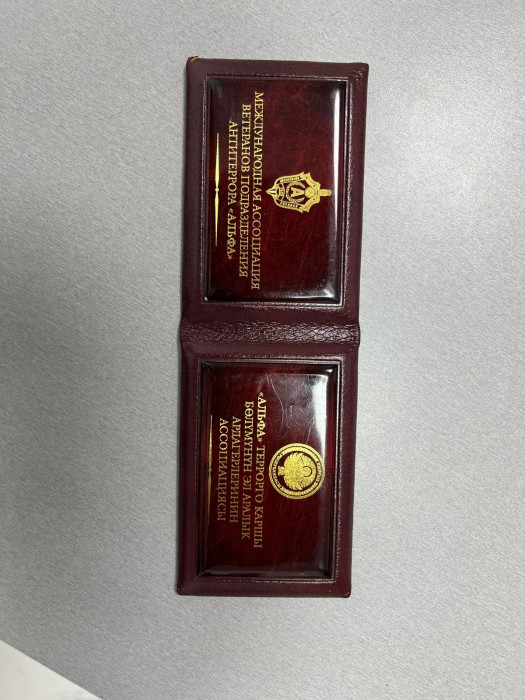 МЕЖДУНАРОДНАЯ АССОЦИАЦИЯ
ВЕТЕРАНОВ ПОДРАЗДЕЛЕНИЯ
АНТИТЕРРОРА «АЛЬФА»
А
«АЛЬФА» ТЕРРОРГО КАРШЫ
БӨЛҮМҮНҮН ЭЛ АРАЛЫК
АРДАГЕРЛЕРИНИН
АССОЦИАЦИЯСЫ